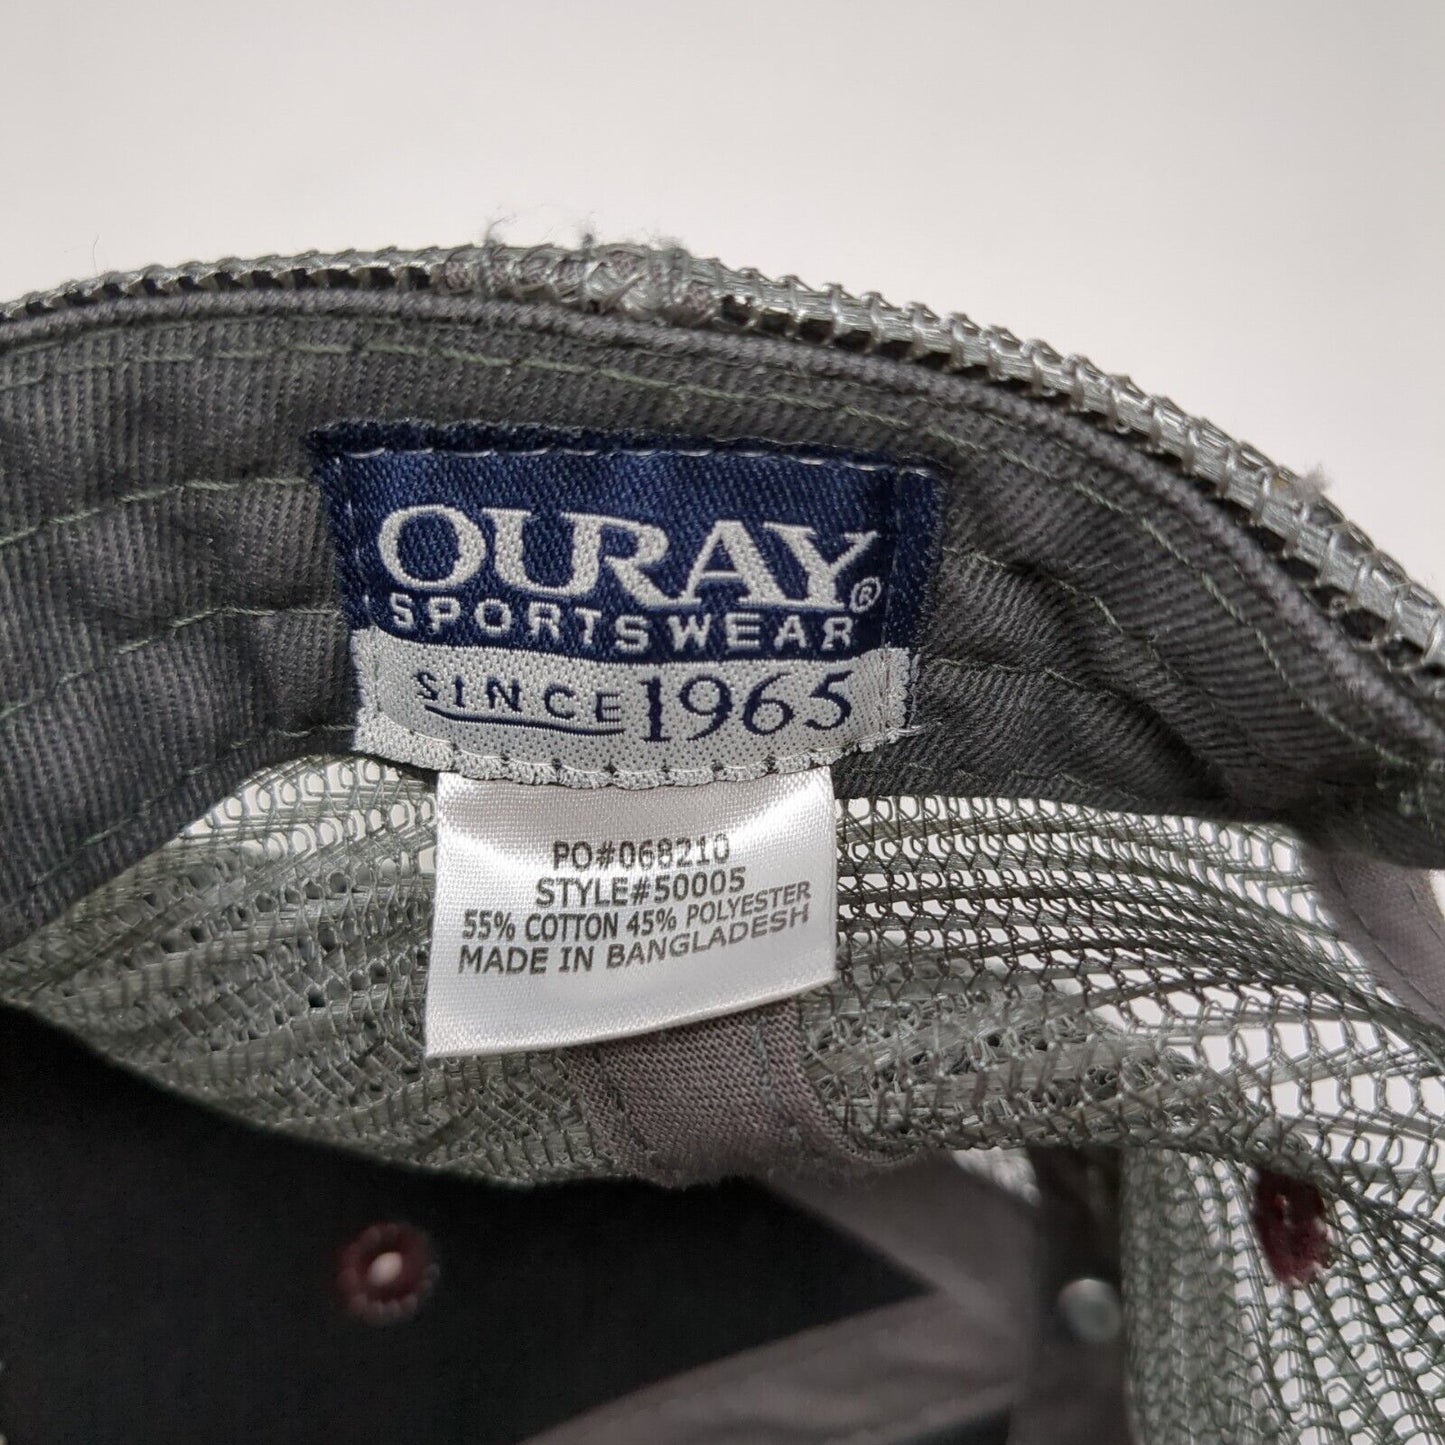 OURAY®
SPORTSWEAR
SINCE 1965
PO#068210
STYLE#50005
55% COTTON 45% POLYESTER
MADE IN BANGLADESH